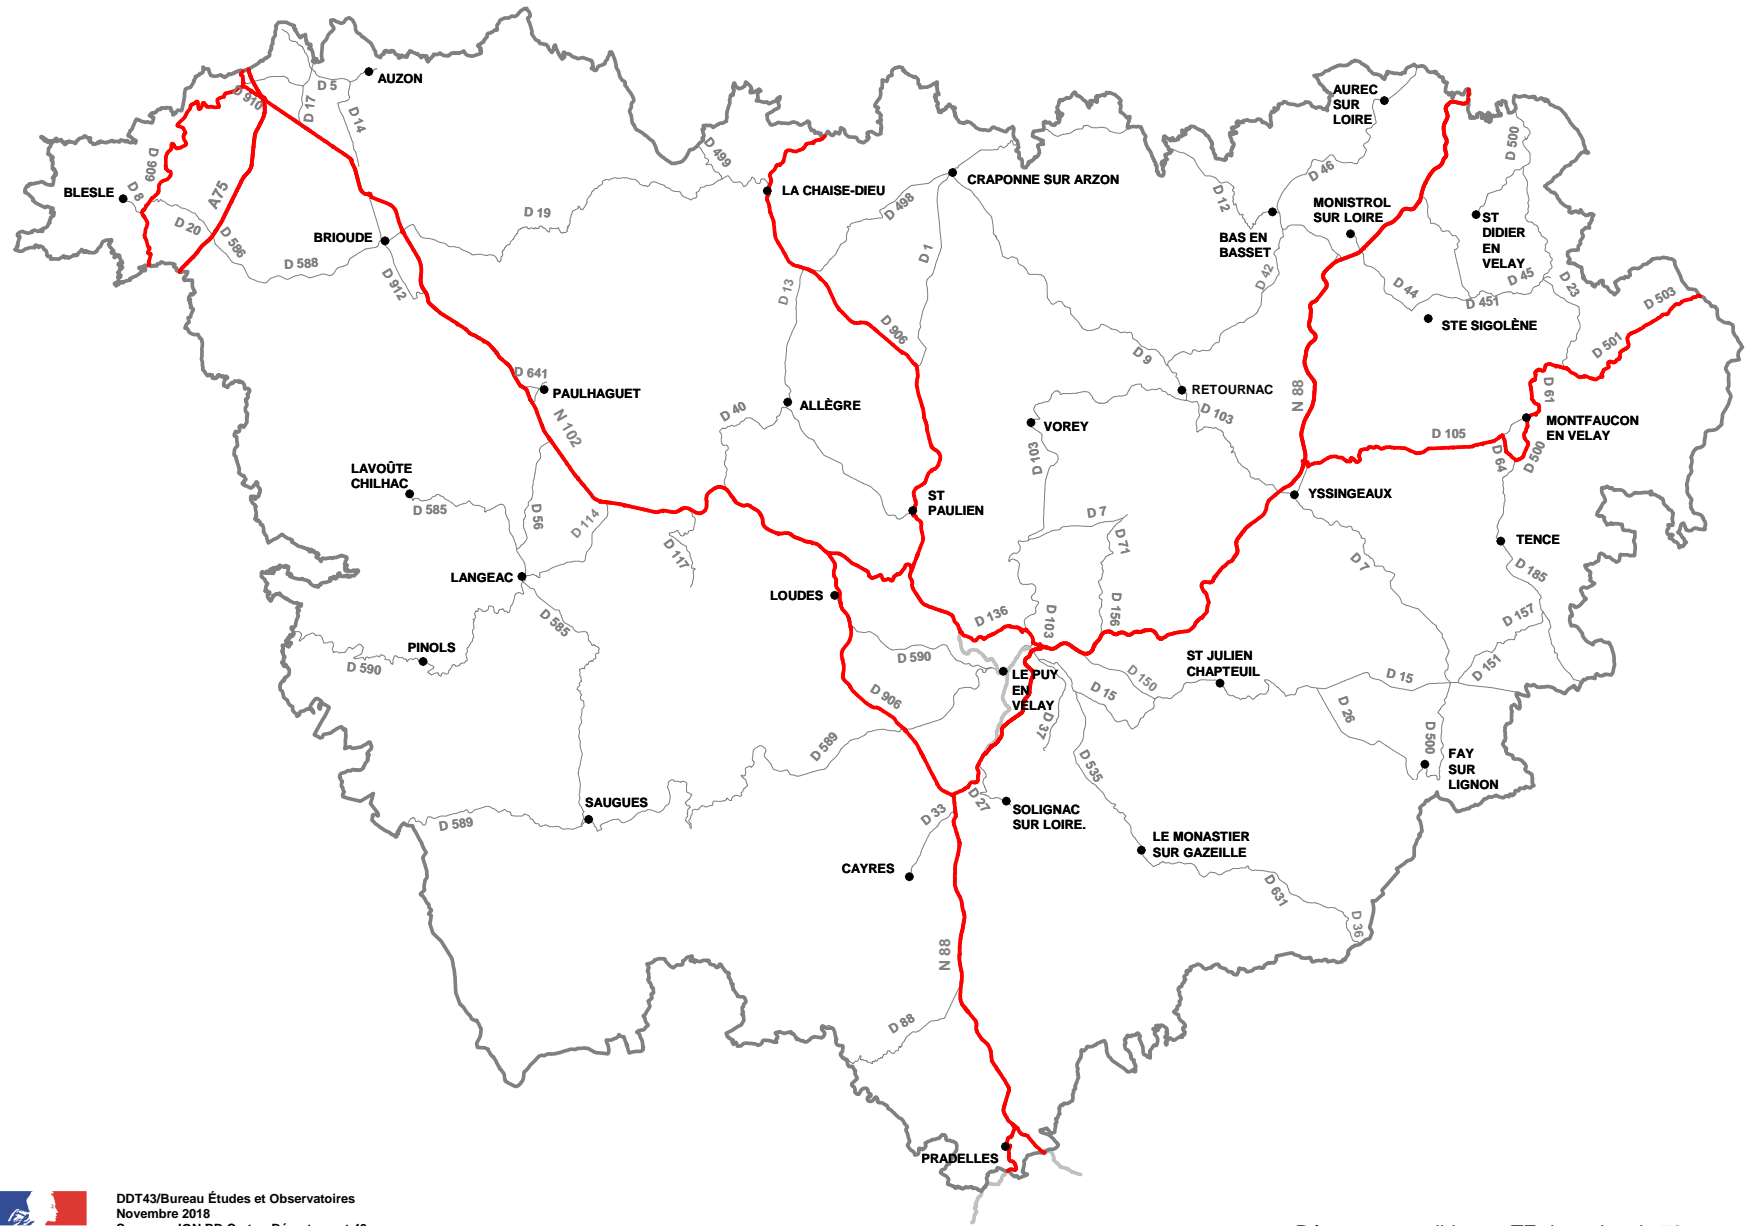 AUZON
D 5
D 910
D 17
D 14
AUREC
SUR
LOIRE
D 500
D 499
D 609
BLESLE
D 8
A75
D 20
D 586
LA CHAISE-DIEU
CRAPONNE SUR ARZON
D 46
D 12
MONISTROL
SUR LOIRE
D 498
D 19
BRIOUDE
D 588
D 912
BAS EN
BASSET
ST
DIDIER
EN
VELAY
D 1
D 42
D 13
D 44
D 45
D 451
D 23
D 503
STE SIGOLÈNE
D 906
D 501
D 9
D 641
PAULHAGUET
RETOURNAC
N 88
D 61
ALLÈGRE
D 40
D 103
N 102
VOREY
D 105
MONTFAUCON
EN VELAY
D 103
D 64
D 500
LAVOÛTE
CHILHAC
D 585
D 56
D 114
ST
PAULIEN
YSSINGEAUX
D 7
D 71
D 117
TENCE
D 7
D 185
LANGEAC
LOUDES
D 585
D 136
D 103
D 156
D 157
PINOLS
D 590
D 590
LE PUY
EN
VELAY
ST JULIEN
CHAPTEUIL
D 150
D 15
D 15
D 151
D 906
D 37
D 26
D 500
D 589
D 535
FAY
SUR
LIGNON
SAUGUES
D 589
D 33
D 27
SOLIGNAC
SUR LOIRE.
LE MONASTIER
SUR GAZEILLE
CAYRES
D 631
D 36
N 88
D 88
PRADELLES
DDT43/Bureau Études et Observatoires
Novembre 2018